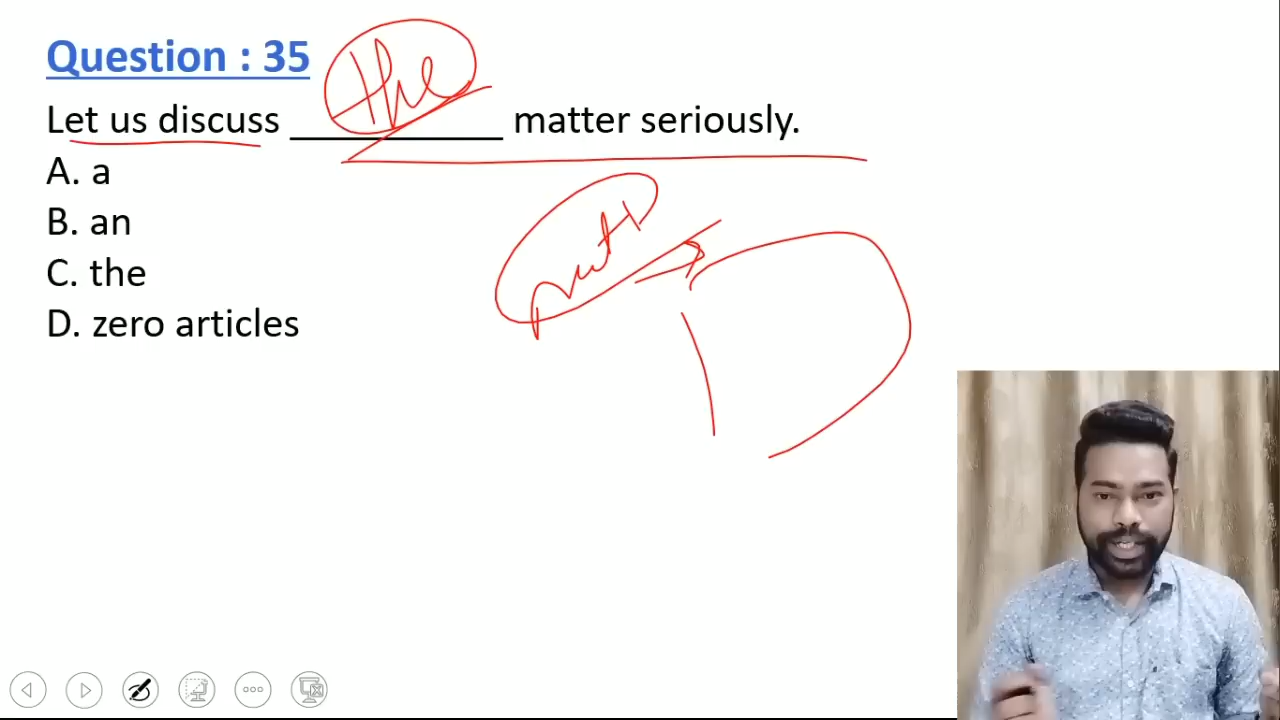 Question : 35
the
Let us discuss ____________ matter seriously.
A. a
B. an
C. the
D. zero articles